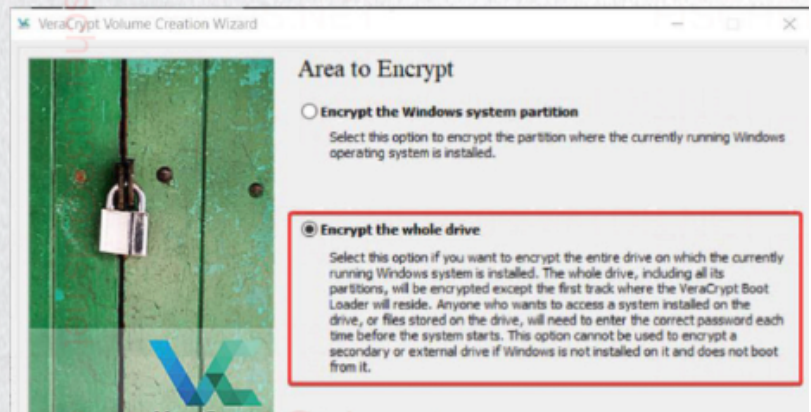 VeraCrypt Volume Creation Wizard
Area to Encrypt
Encrypt the Windows system partition
Select this option to encrypt the partition where the currently running Windows
operating system is installed.
Encrypt the whole drive
Select this option if you want to encrypt the entire drive on which the currently
running Windows system is installed. The whole drive, including all its
partitions, will be encrypted except the first track where the VeraCrypt Boot
Loader will reside. Anyone who wants to access a system installed on the
drive, or files stored on the drive, will need to enter the correct password each
time before the system starts. This option cannot be used to encrypt a
secondary or external drive if Windows is not installed on it and does not boot
from it.